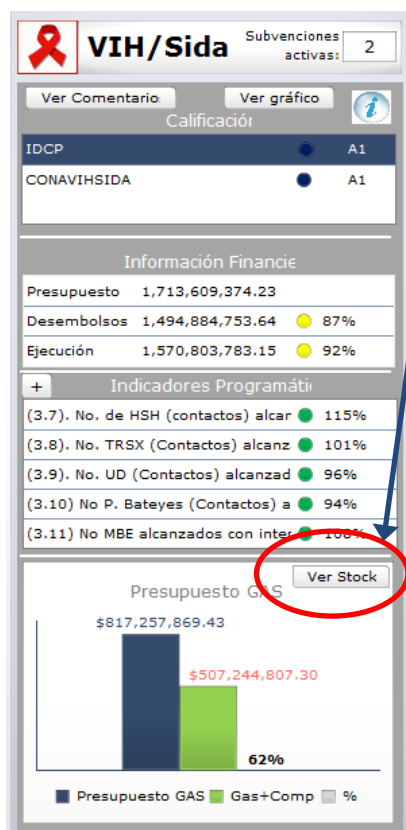 VIH/Sida Subvenciones activas: 2
Ver Comentario: Ver gráfico
Calificación
IDCP A1
CONAVIHSIDA A1
Información Financie
Presupuesto 1,713,609,374.23
Desembolsos 1,494,884,753.64 87%
Ejecución 1,570,803,783.15 92%
+ Indicadores Programáti
(3.7). No. de HSH (contactos) alcar 115%
(3.8). No. TRSX (Contactos) alcanz 101%
(3.9). No. UD (Contactos) alcanzad 96%
(3.10) No P. Bateyes (Contactos) a 94%
(3.11) No MBE alcanzados con inter 108%
Ver Stock
Presupuesto GAS
$817,257,869.43
$507,244,807.30
62%
Presupuesto GAS Gas+Comp %